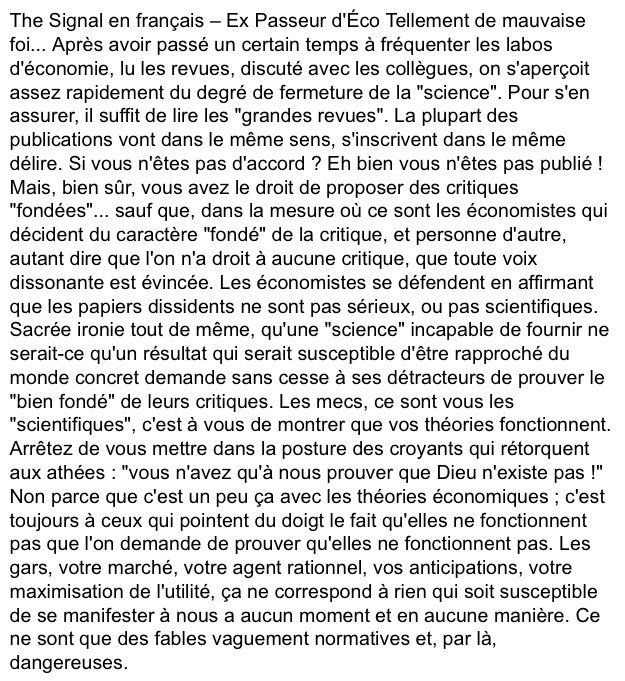 The Signal en français – Ex Passeur d'Éco Tellement de mauvaise
foi... Après avoir passé un certain temps à fréquenter les labos
d'économie, lu les revues, discuté avec les collègues, on s'aperçoit
assez rapidement du degré de fermeture de la "science". Pour s'en
assurer, il suffit de lire les "grandes revues". La plupart des
publications vont dans le même sens, s'inscrivent dans le même
délire. Si vous n'êtes pas d'accord ? Eh bien vous n'êtes pas publié !
Mais, bien sûr, vous avez le droit de proposer des critiques
"fondées"... sauf que, dans la mesure où ce sont les économistes qui
décident du caractère "fondé" de la critique, et personne d'autre,
autant dire que l'on n'a droit à aucune critique, que toute voix
dissonante est évincée. Les économistes se défendent en affirmant
que les papiers dissidents ne sont pas sérieux, ou pas scientifiques.
Sacrée ironie tout de même, qu'une "science" incapable de fournir ne
serait-ce qu'un résultat qui serait susceptible d'être rapproché du
monde concret demande sans cesse à ses détracteurs de prouver le
"bien fondé" de leurs critiques. Les mecs, ce sont vous les
"scientifiques", c'est à vous de montrer que vos théories fonctionnent.
Arrêtez de vous mettre dans la posture des croyants qui rétorquent
aux athées : "vous n'avez qu'à nous prouver que Dieu n'existe pas !"
Non parce que c'est un peu ça avec les théories économiques ; c'est
toujours à ceux qui pointent du doigt le fait qu'elles ne fonctionnent
pas que l'on demande de prouver qu'elles ne fonctionnent pas. Les
gars, votre marché, votre agent rationnel, vos anticipations, votre
maximisation de l'utilité, ça ne correspond à rien qui soit susceptible
de se manifester à nous a aucun moment et en aucune manière. Ce
ne sont que des fables vaguement normatives et, par là,
dangereuses.